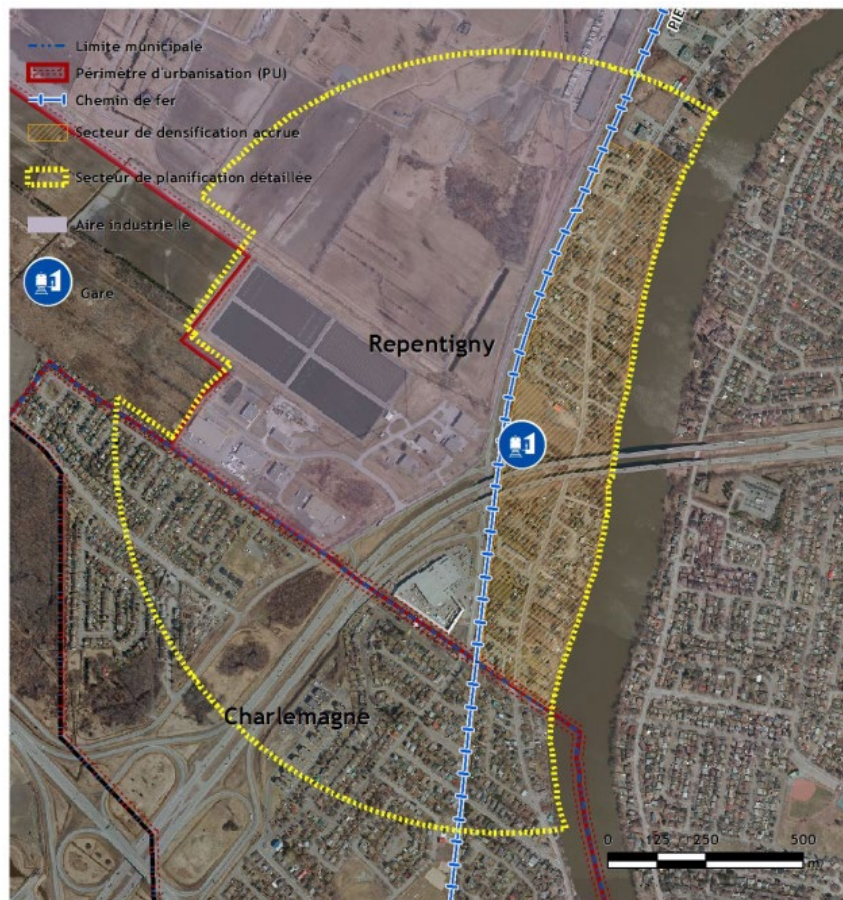 Limite municipale
Périmètre d'urbanisation (PU)
Chemin de fer
Secteur de densification accrue
Secteur de planification détaillée
Aire industrielle
Gare
Repentigny
Charlemagne
0 125 250 500
m